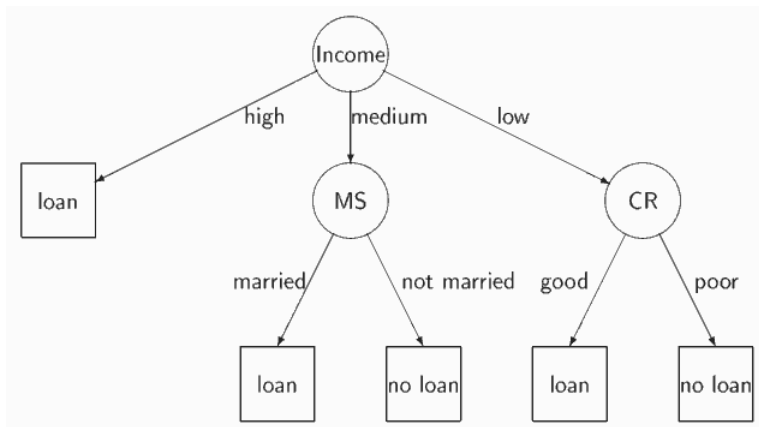 Income
high
medium
low
loan
MS
CR
married
not married
good
poor
loan
no loan
loan
no loan